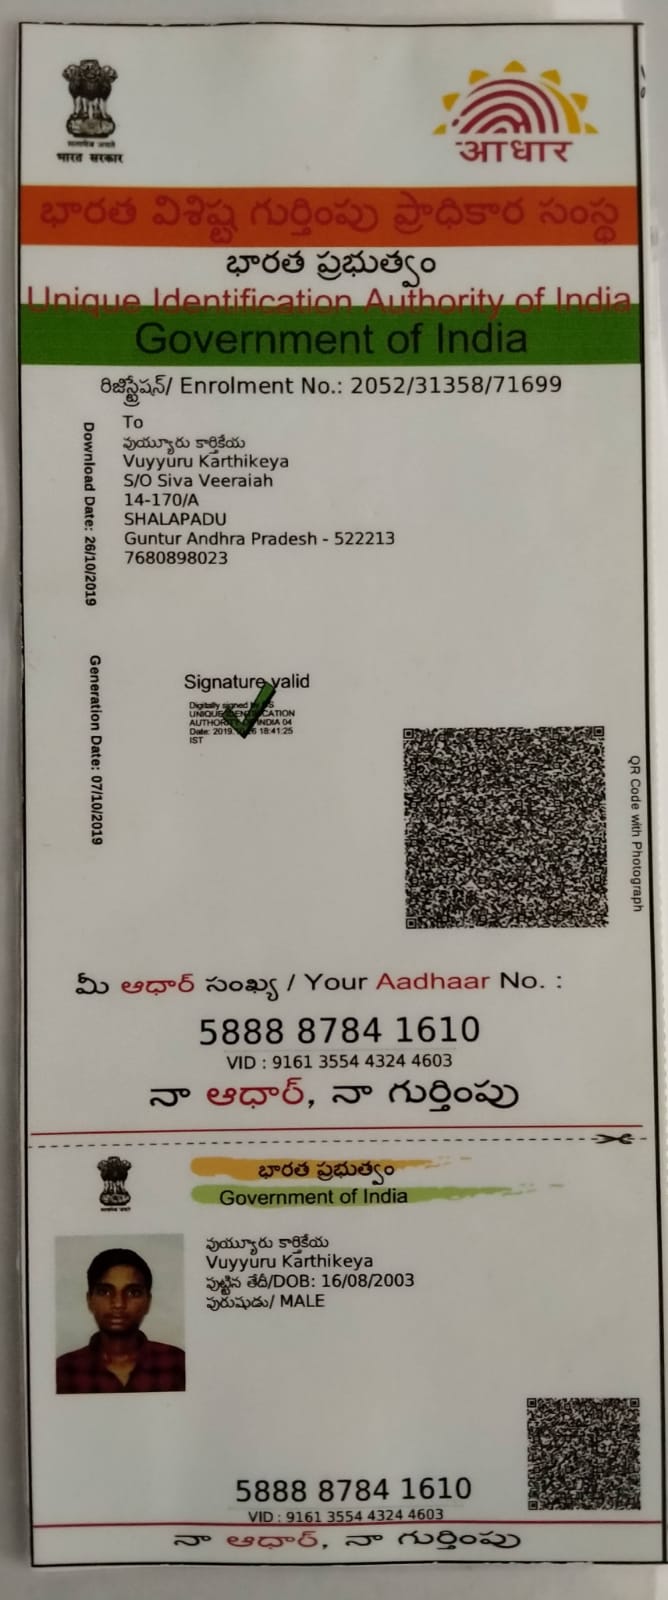 सत्यमेव जयते
भारत सरकार
आधार
భారత విశిష్ట గుర్తింపు ప్రాధికార సంస్థ
భారత ప్రభుత్వం
Unique Identification Authority of India
Government of India
రిజిస్ట్రేషన్/ Enrolment No.: 2052/31358/71699
Download Date: 26/10/2019
To
వుయ్యూరు కార్తికేయ
Vuyyuru Karthikeya
S/O Siva Veeraiah
14-170/A
SHALAPADU
Guntur Andhra Pradesh - 522213
7680898023
Generation Date: 07/10/2019
Signature valid
Digitally signed
UNIQUE IDENTIFICATION
AUTHORITY OF INDIA 04
Date: 2019. 18:41:25
IST
QR Code with Photograph
మీ ఆధార్ సంఖ్య / Your Aadhaar No. :
5888 8784 1610
VID : 9161 3554 4324 4603
నా ఆధార్, నా గుర్తింపు
భారత ప్రభుత్వం
Government of India
వుయ్యూరు కార్తికేయ
Vuyyuru Karthikeya
పుట్టిన తేదీ/DOB: 16/08/2003
పురుషుడు/ MALE
5888 8784 1610
VID : 9161 3554 4324 4603
నా ఆధార్, నా గుర్తింపు